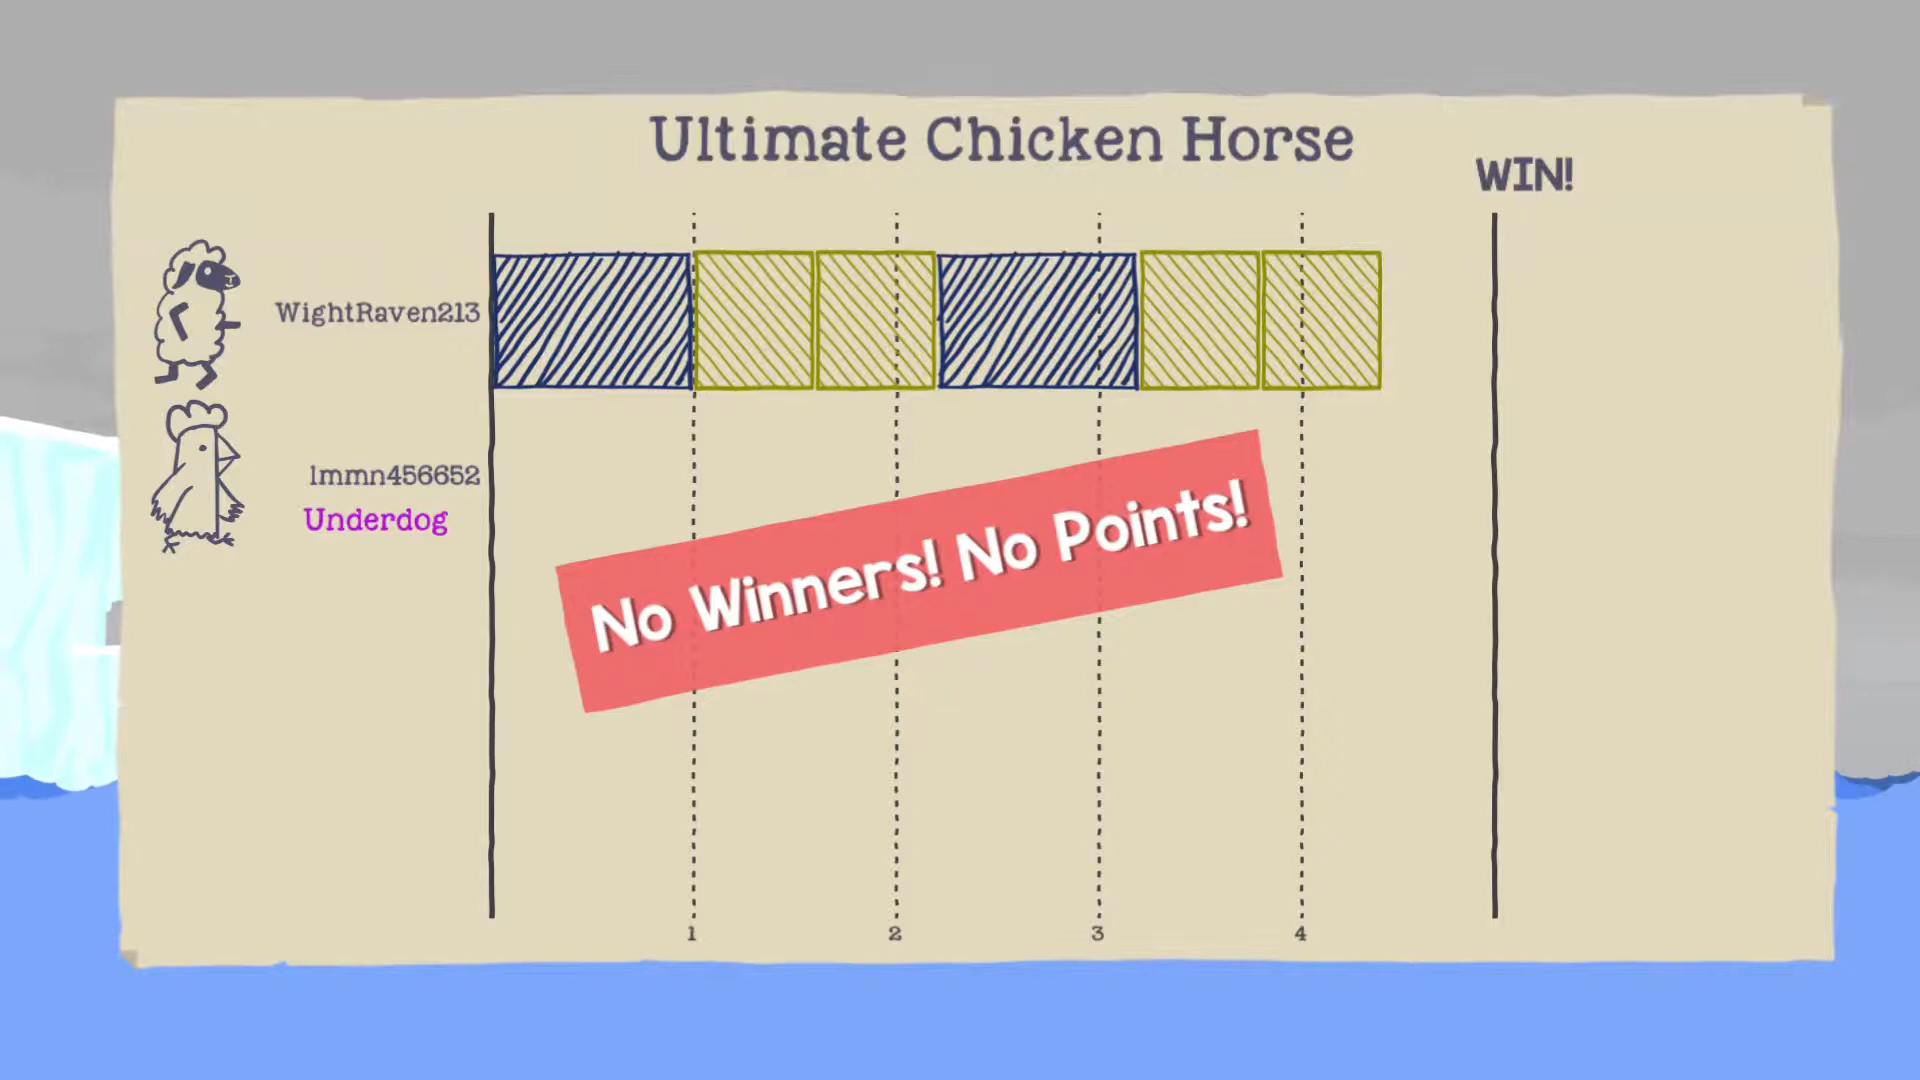 Ultimate Chicken Horse
WIN!
WightRaven213
lmmn456652
Underdog
No Winners! No Points!
1
2
3
4